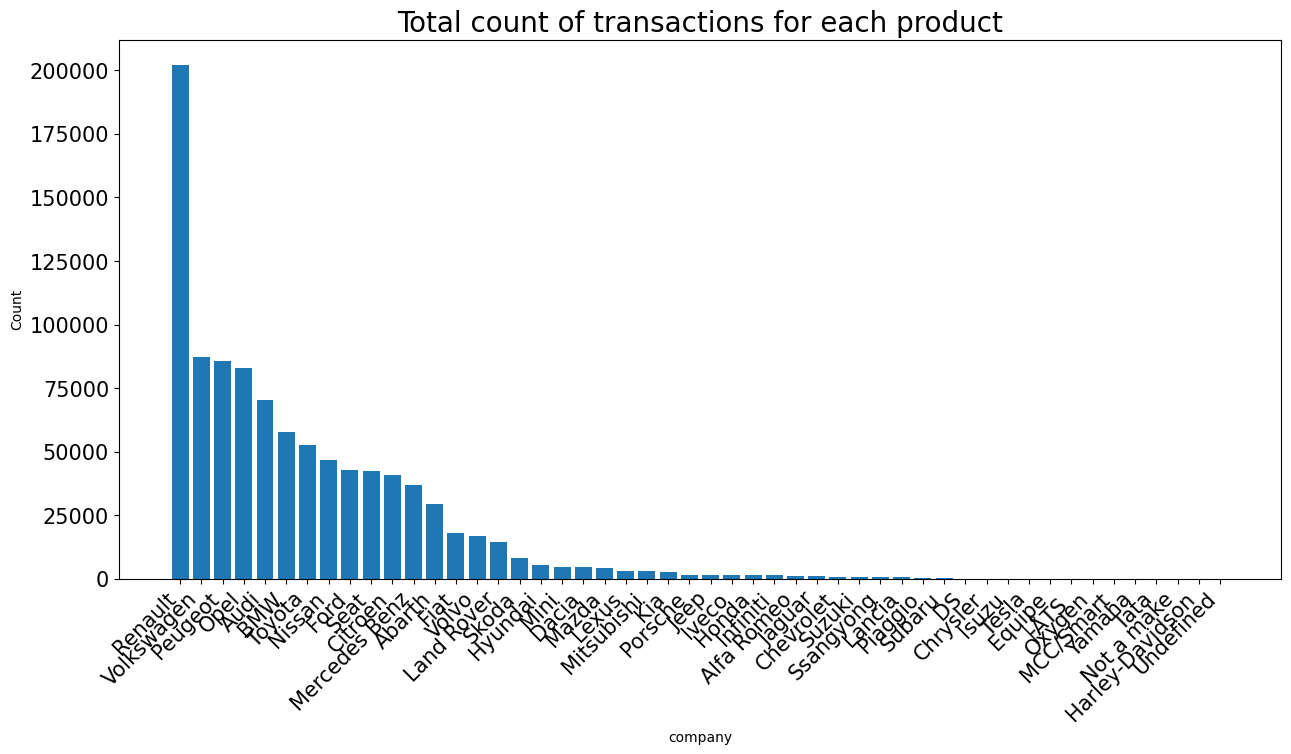 Total count of transactions for each product
200000
175000
150000
125000
100000
75000
50000
25000
0
Count
Renault
Volkswagen
Peugeot
Opel
Audi
BMW
Toyota
Nissan
Ford
Seat
Citroen
Mercedes Benz
Abarth
Fiat
Volvo
Land Rover
Skoda
Hyundai
Mini
Dacia
Mazda
Lexus
Mitsubishi
Kia
Porsche
Jeep
Iveco
Honda
Infiniti
Alfa Romeo
Jaguar
Chevrolet
Suzuki
Ssangyong
Lancia
Piaggio
Subaru
DS
Chrysler
Isuzu
Tesla
Equipe
UATS
Oxygen
MCC/Smart
Yamaha
Tata
Not a make
Harley-Davidson
Undefined
company